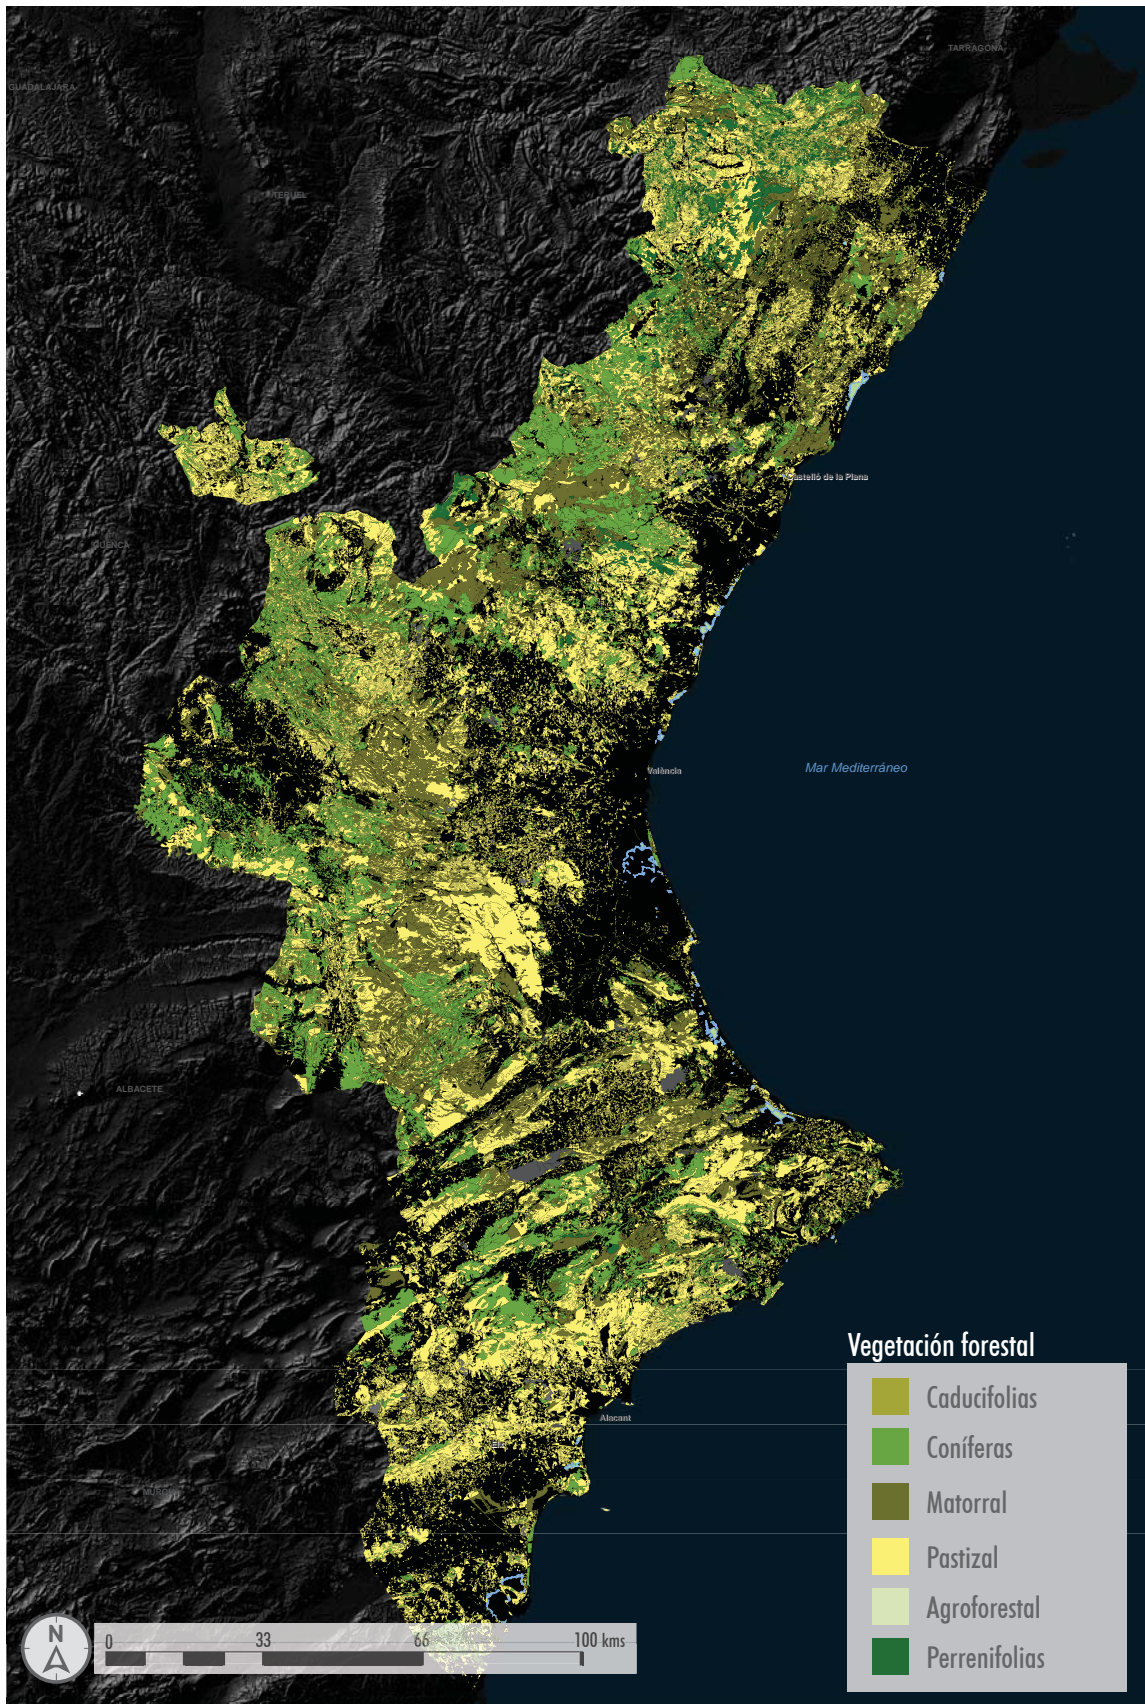 TARRAGONA
GUADALAJARA
TERUEL
Castelló de la Plana
CUENCA
Mar Mediterráneo
València
ALBACETE
Vegetación forestal
Caducifolias
Coníferas
Matorral
Pastizal
Agroforestal
Perrenifolias
Alacant
Elx
MURCIA
N
0 33 66 100 kms